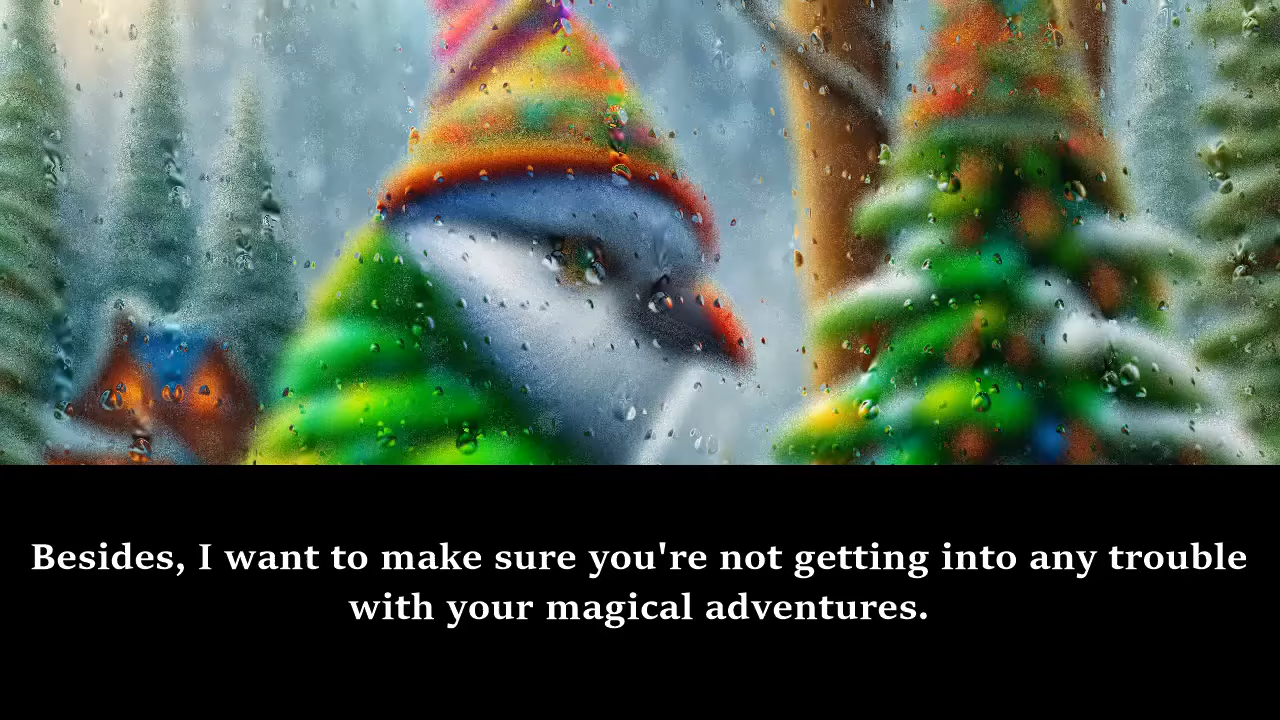 Besides, I want to make sure you're not getting into any trouble
with your magical adventures.